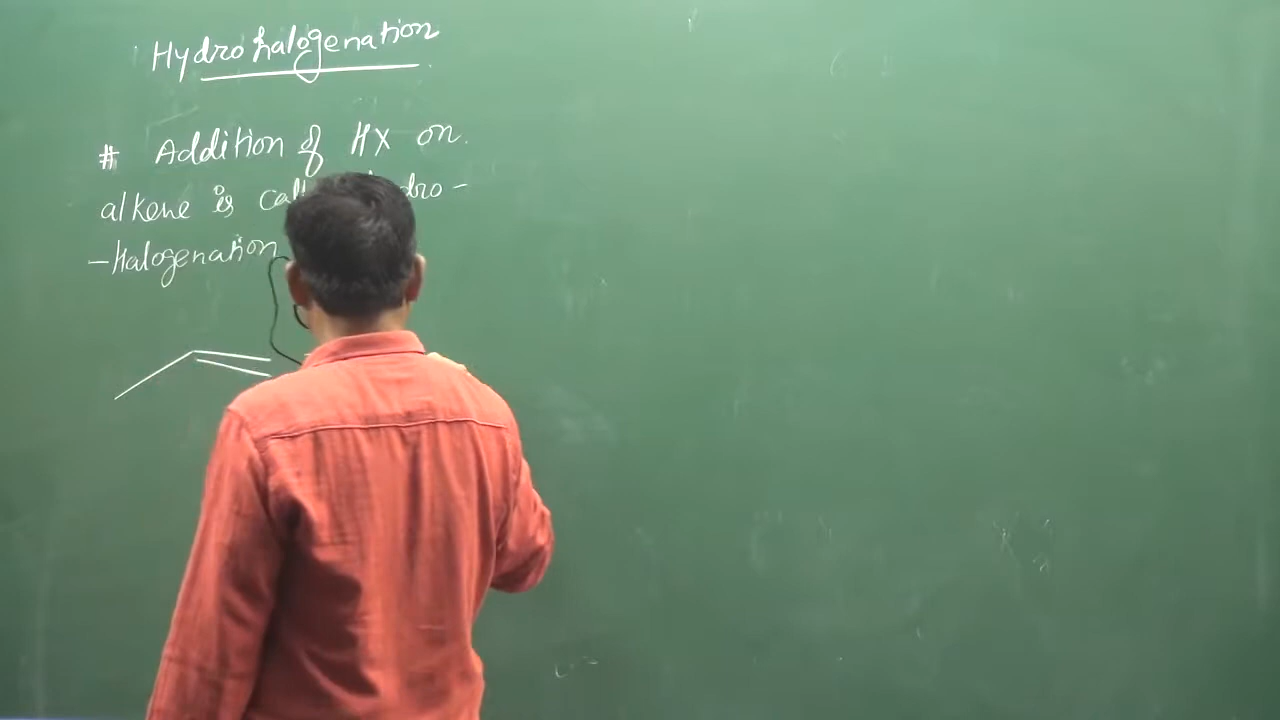 Hydrohalogenation
# Addition of HX on
alkene is
-Halogenation